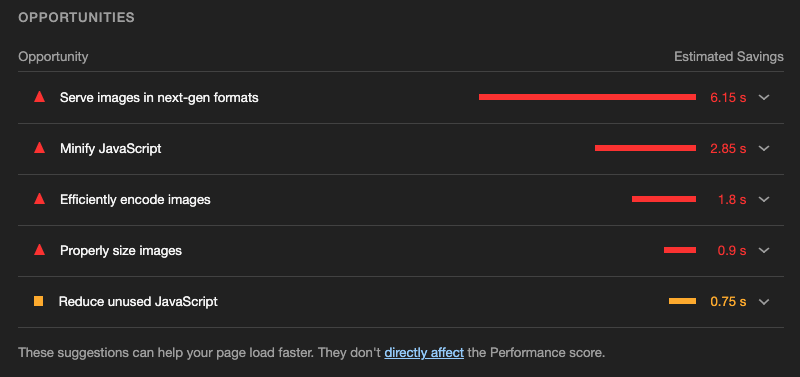 OPPORTUNITIES
Opportunity Estimated Savings
Serve images in next-gen formats 6.15 s
Minify JavaScript 2.85 s
Efficiently encode images 1.8 s
Properly size images 0.9 s
Reduce unused JavaScript 0.75 s
These suggestions can help your page load faster. They don't directly affect the Performance score.